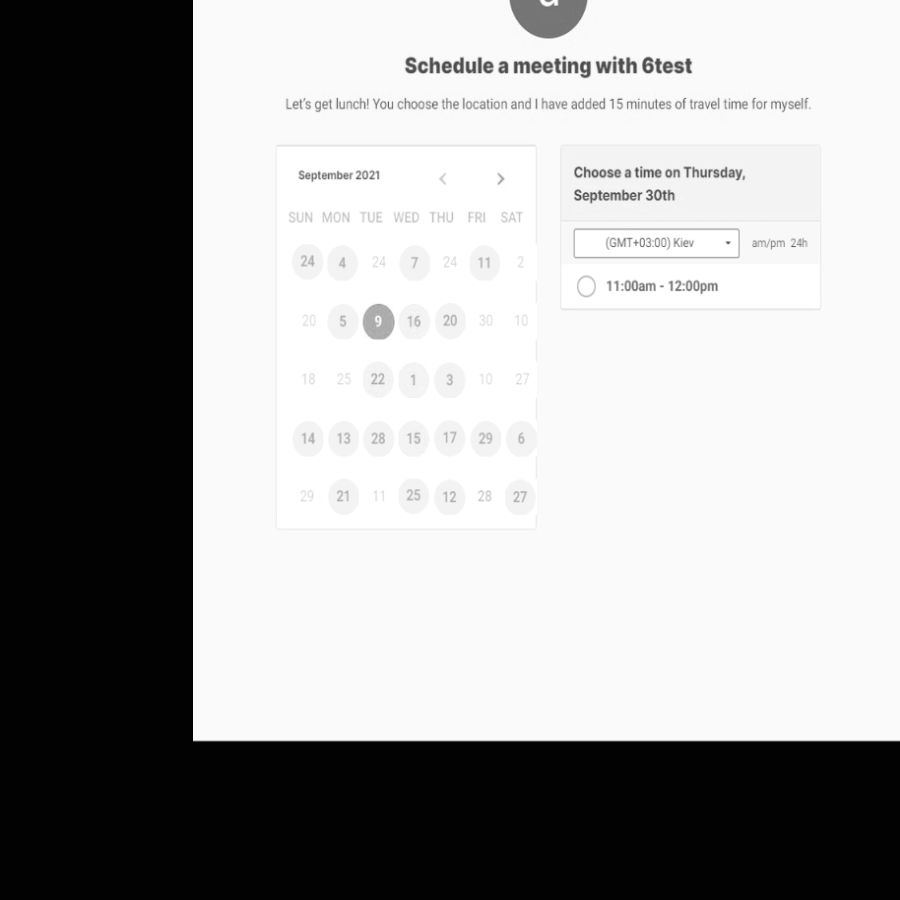 Schedule a meeting with 6test
Let's get lunch! You choose the location and I have added 15 minutes of travel time for myself.
September 2021
SUN MON TUE WED THU FRI SAT
24 4 24 7 24 11 2
20 5 9 16 20 30 10
18 25 22 1 3 10 27
14 13 28 15 17 29 6
29 21 11 25 12 28 27
Choose a time on Thursday,
September 30th
(GMT+03:00) Kiev am/pm 24h
11:00am - 12:00pm